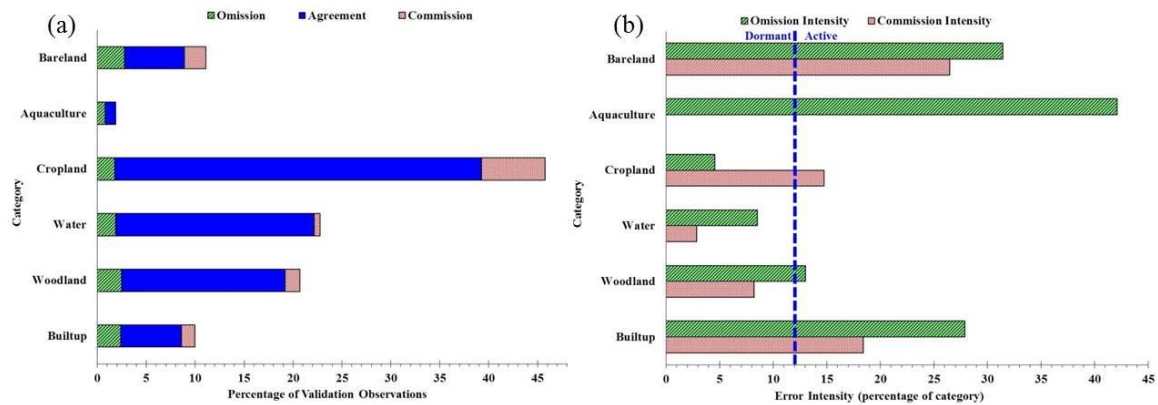 (a)
Omission Agreement Commission
Category
Bareland
Aquaculture
Cropland
Water
Woodland
Builtup
0 5 10 15 20 25 30 35 40 45
Percentage of Validation Observations
(b)
Omission Intensity
Commission Intensity
Dormant Active
Category
Bareland
Aquaculture
Cropland
Water
Woodland
Builtup
0 5 10 15 20 25 30 35 40 45
Error Intensity (percentage of category)